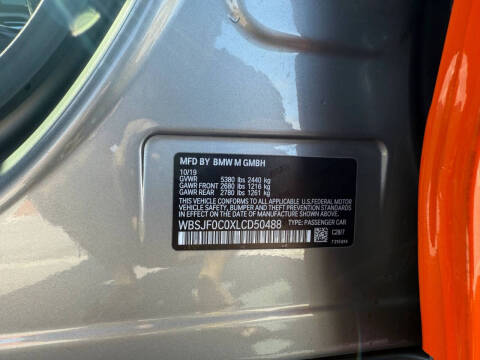 MFD BY BMW M GMBH
10/19
GVWR 5380 lbs 2440 kg
GAWR FRONT 2680 lbs 1216 kg
GAWR REAR 2780 lbs 1261 kg
THIS VEHICLE CONFORMS TO ALL APPLICABLE U.S. FEDERAL MOTOR
VEHICLE SAFETY, BUMPER, AND THEFT PREVENTION STANDARDS
IN EFFECT ON THE DATE OF MANUFACTURE SHOWN ABOVE.
WBSJF0C0XLCD50488 TYPE: PASSENGER CAR
C28/7